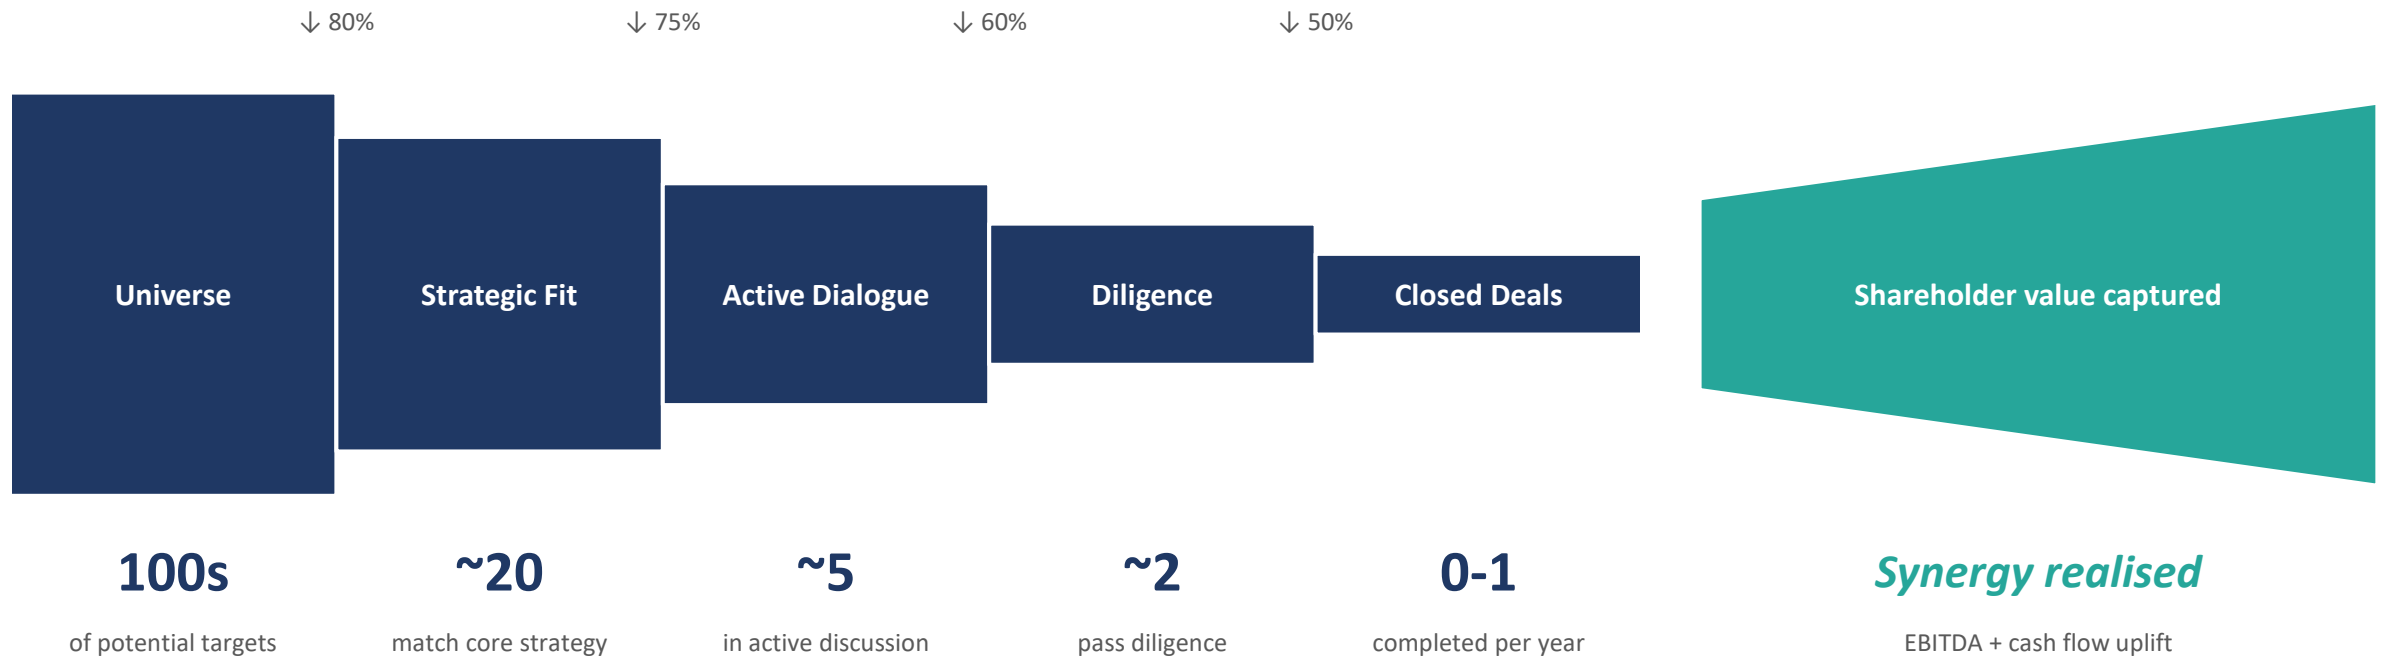 ↓ 80%
↓ 75%
↓ 60%
↓ 50%
Universe
Strategic Fit
Active Dialogue
Diligence
Closed Deals
Shareholder value captured
100s
~20
~5
~2
0-1
Synergy realised
of potential targets
match core strategy
in active discussion
pass diligence
completed per year
EBITDA + cash flow uplift